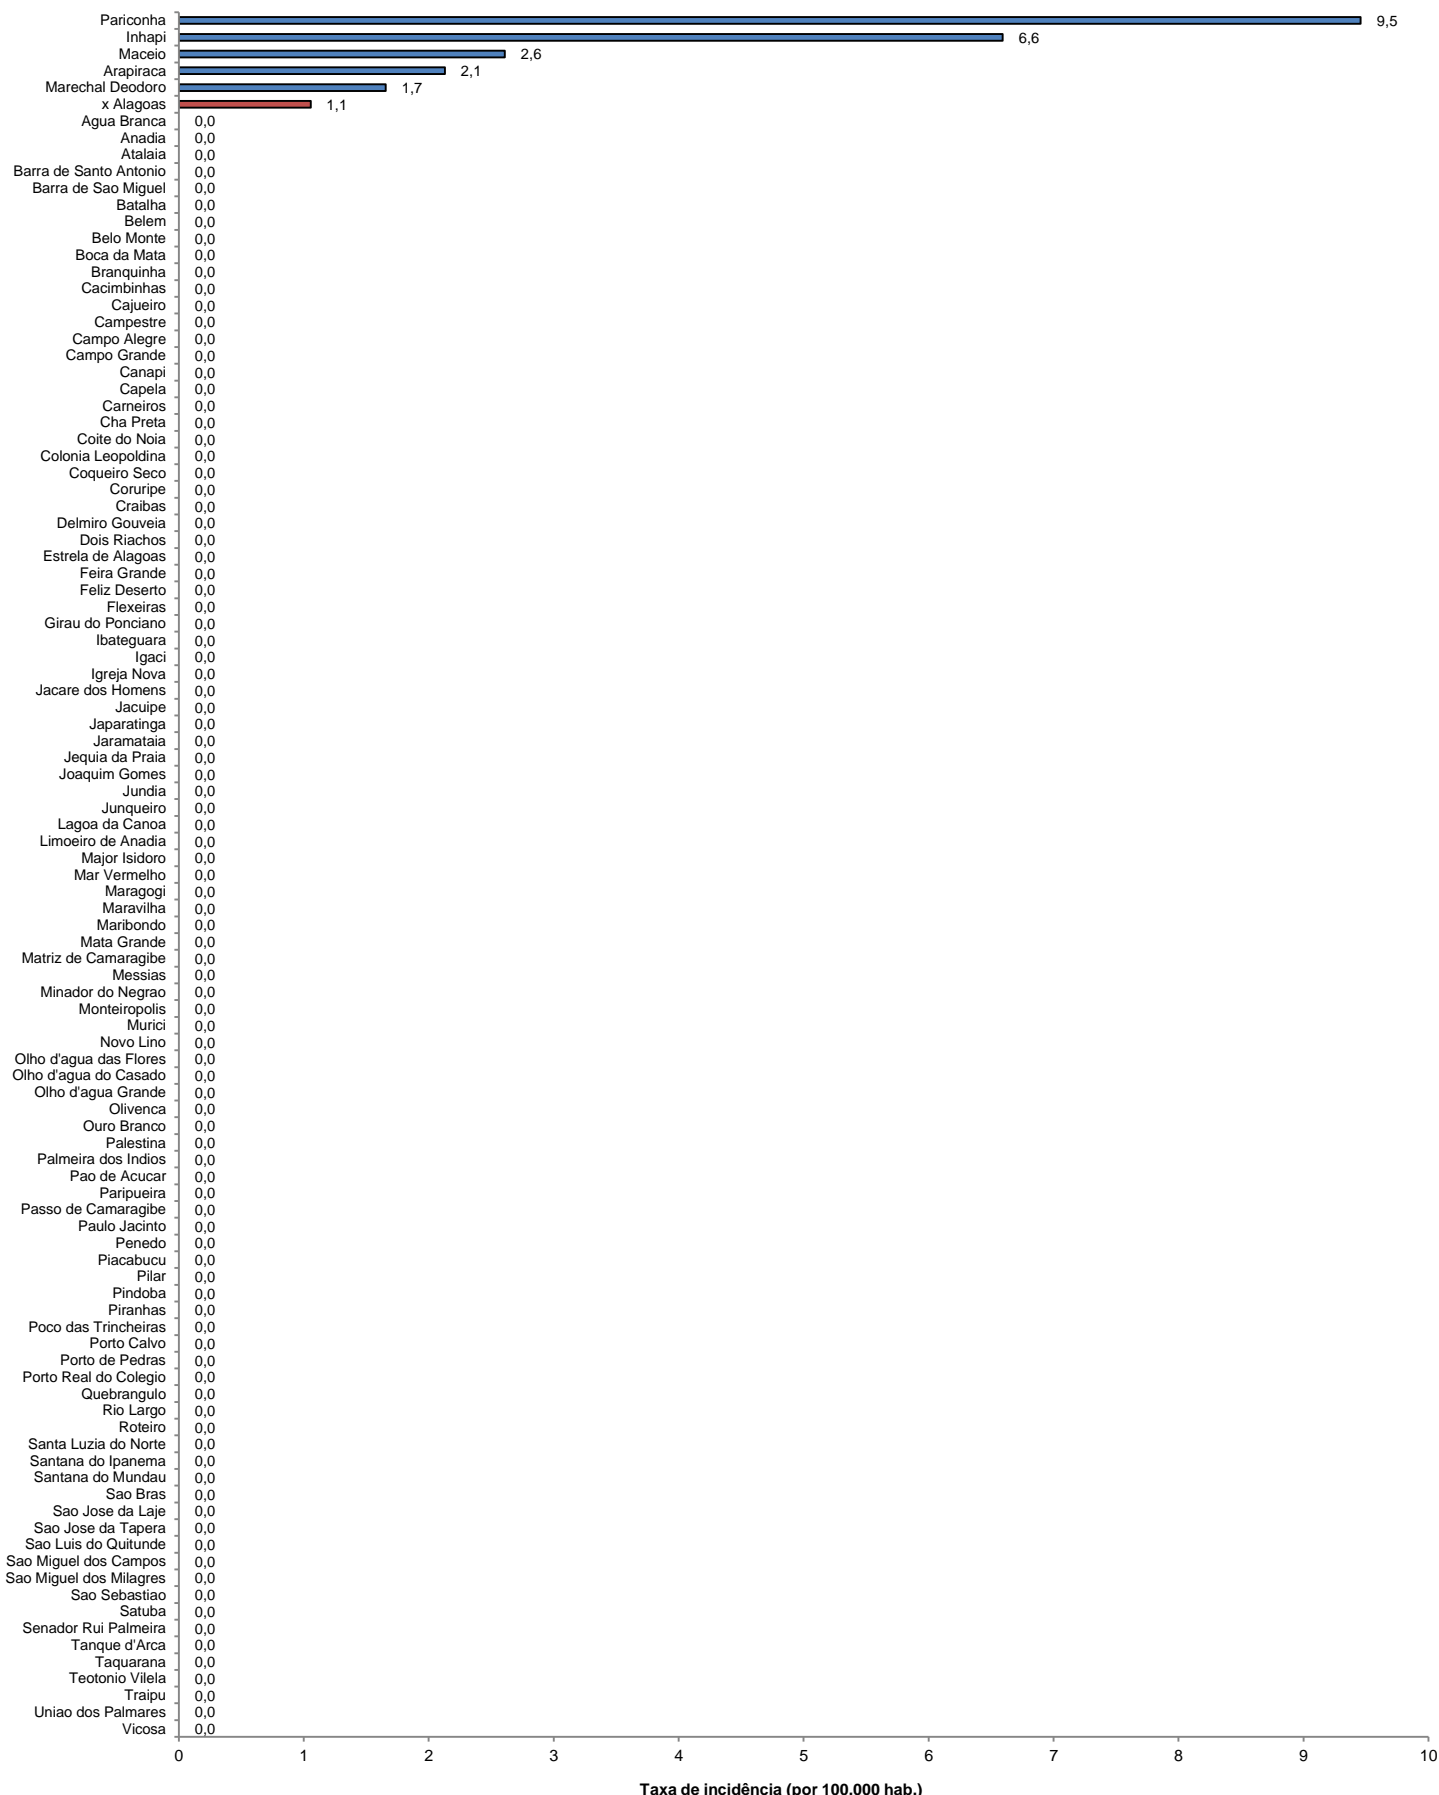 Pariconha 9,5
Inhapi 6,6
Maceio 2,6
Arapiraca 2,1
Marechal Deodoro 1,7
x Alagoas 1,1
Agua Branca 0,0
Anadia 0,0
Atalaia 0,0
Barra de Santo Antonio 0,0
Barra de Sao Miguel 0,0
Batalha 0,0
Belem 0,0
Belo Monte 0,0
Boca da Mata 0,0
Branquinha 0,0
Cacimbinhas 0,0
Cajueiro 0,0
Campestre 0,0
Campo Alegre 0,0
Campo Grande 0,0
Canapi 0,0
Capela 0,0
Carneiros 0,0
Cha Preta 0,0
Coite do Noia 0,0
Colonia Leopoldina 0,0
Coqueiro Seco 0,0
Coruripe 0,0
Craibas 0,0
Delmiro Gouveia 0,0
Dois Riachos 0,0
Estrela de Alagoas 0,0
Feira Grande 0,0
Feliz Deserto 0,0
Flexeiras 0,0
Girau do Ponciano 0,0
Ibateguara 0,0
Igaci 0,0
Igreja Nova 0,0
Jacare dos Homens 0,0
Jacuipe 0,0
Japaratinga 0,0
Jaramataia 0,0
Jequia da Praia 0,0
Joaquim Gomes 0,0
Jundia 0,0
Junqueiro 0,0
Lagoa da Canoa 0,0
Limoeiro de Anadia 0,0
Major Isidoro 0,0
Mar Vermelho 0,0
Maragogi 0,0
Maravilha 0,0
Maribondo 0,0
Mata Grande 0,0
Matriz de Camaragibe 0,0
Messias 0,0
Minador do Negrao 0,0
Monteiropolis 0,0
Murici 0,0
Novo Lino 0,0
Olho d'agua das Flores 0,0
Olho d'agua do Casado 0,0
Olho d'agua Grande 0,0
Olivenca 0,0
Ouro Branco 0,0
Palestina 0,0
Palmeira dos Indios 0,0
Pao de Acucar 0,0
Paripueira 0,0
Passo de Camaragibe 0,0
Paulo Jacinto 0,0
Penedo 0,0
Piacabucu 0,0
Pilar 0,0
Pindoba 0,0
Piranhas 0,0
Poco das Trincheiras 0,0
Porto Calvo 0,0
Porto de Pedras 0,0
Porto Real do Colegio 0,0
Quebrangulo 0,0
Rio Largo 0,0
Roteiro 0,0
Santa Luzia do Norte 0,0
Santana do Ipanema 0,0
Santana do Mundau 0,0
Sao Bras 0,0
Sao Jose da Laje 0,0
Sao Jose da Tapera 0,0
Sao Luis do Quitunde 0,0
Sao Miguel dos Campos 0,0
Sao Miguel dos Milagres 0,0
Sao Sebastiao 0,0
Satuba 0,0
Senador Rui Palmeira 0,0
Tanque d'Arca 0,0
Taquarana 0,0
Teotonio Vilela 0,0
Traipu 0,0
Uniao dos Palmares 0,0
Vicosa 0,0
0 1 2 3 4 5 6 7 8 9 10
Taxa de incidência (por 100.000 hab.)